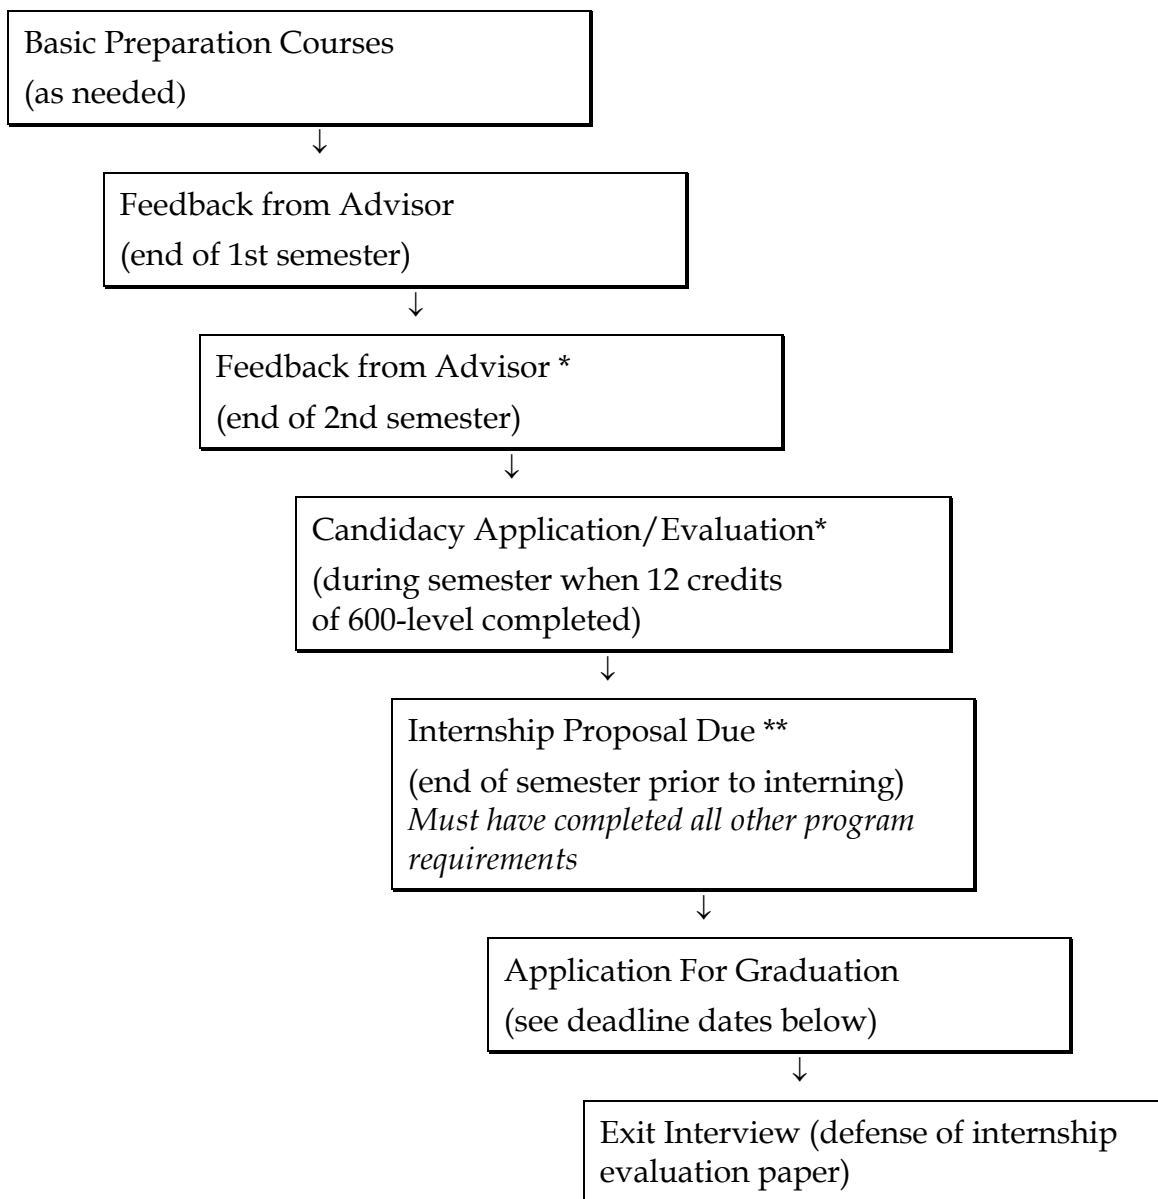 Basic Preparation Courses
(as needed)
↓
Feedback from Advisor
(end of 1st semester)
↓
Feedback from Advisor *
(end of 2nd semester)
↓
Candidacy Application/Evaluation*
(during semester when 12 credits
of 600-level completed)
↓
Internship Proposal Due **
(end of semester prior to interning)
Must have completed all other program
requirements
↓
Application For Graduation
(see deadline dates below)
↓
Exit Interview (defense of internship
evaluation paper)